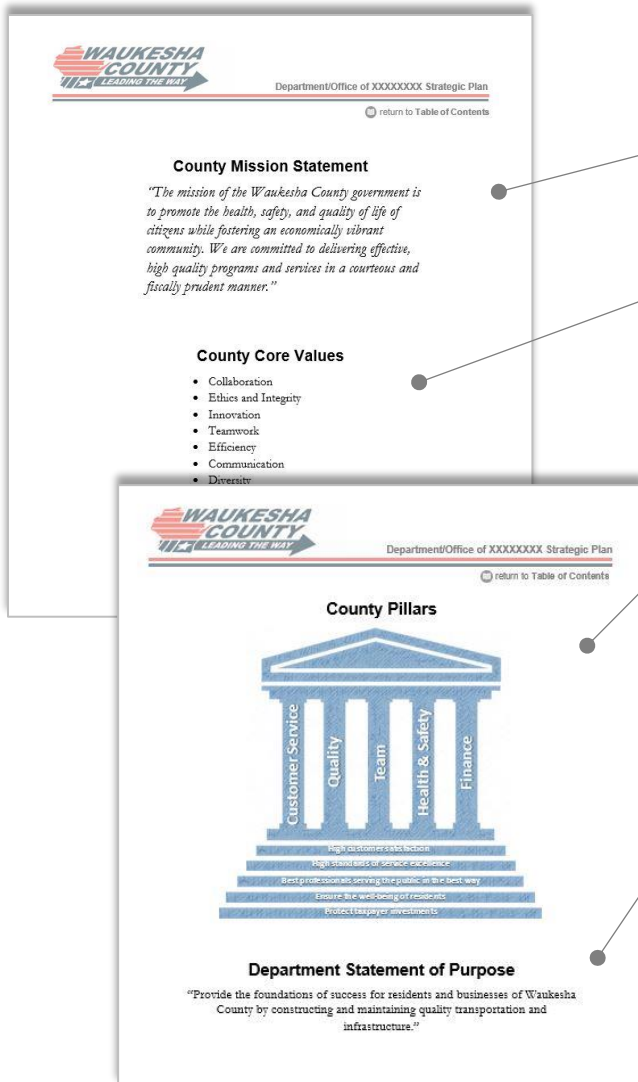 WAUKESHA
COUNTY
LEADING THE WAY
Department/Office of XXXXXXXX Strategic Plan
return to Table of Contents
County Mission Statement
“The mission of the Waukesha County government is
to promote the health, safety, and quality of life of
citizens while fostering an economically vibrant
community. We are committed to delivering effective,
high quality programs and services in a courteous and
fiscally prudent manner.”
County Core Values
• Collaboration
• Ethics and Integrity
• Innovation
• Teamwork
• Efficiency
• Communication
• Diversity
WAUKESHA
COUNTY
LEADING THE WAY
Department/Office of XXXXXXXX Strategic Plan
return to Table of Contents
County Pillars
Customer Service
Quality
Team
Health & Safety
Finance
High customer satisfaction
High standards of service excellence
Best professionals serving the public in the best way
Ensure the well-being of residents
Protect taxpayer investments
Department Statement of Purpose
“Provide the foundations of success for residents and businesses of Waukesha
County by constructing and maintaining quality transportation and
infrastructure.”